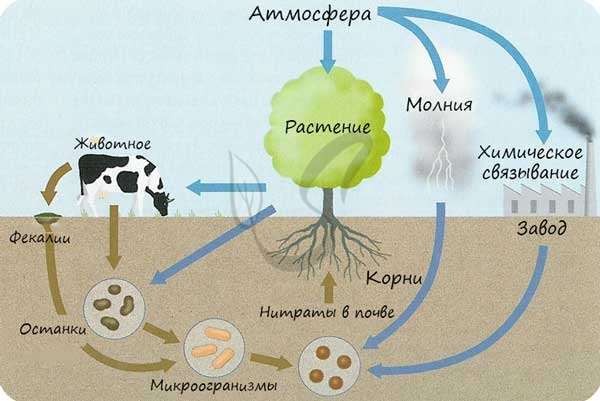 Атмосфера
Молния
Растение
Животное
Химическое
связывание
Завод
Фекалии
Корни
Нитраты в почве
Останки
Микроогранизмы